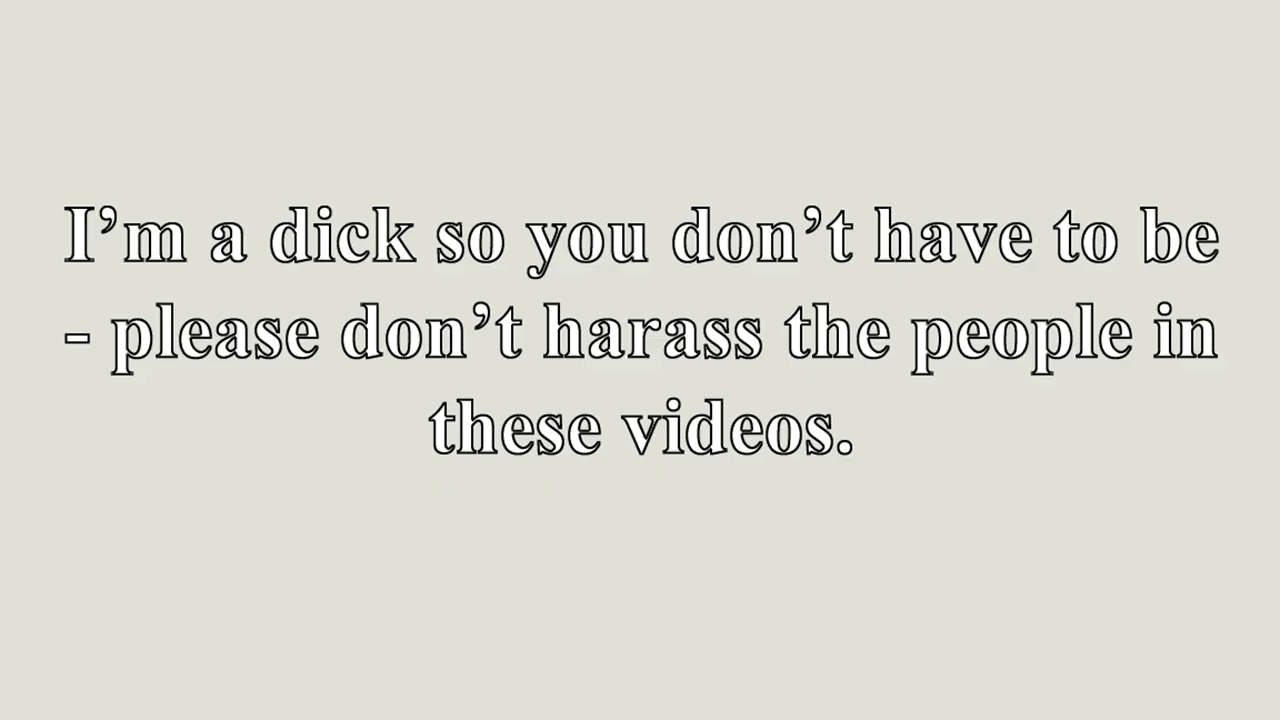 I’m a dick so you don’t have to be
- please don’t harass the people in
these videos.